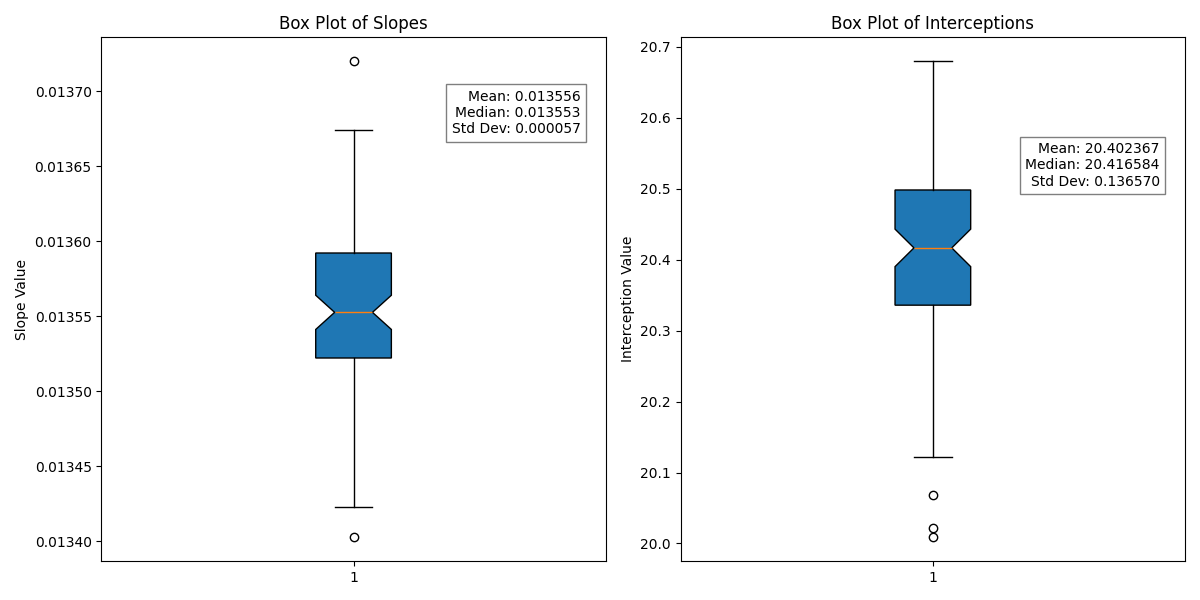 Box Plot of Slopes
Slope Value
0.01370
0.01365
0.01360
0.01355
0.01350
0.01345
0.01340
Mean: 0.013556
Median: 0.013553
Std Dev: 0.000057
1
Box Plot of Interceptions
Interception Value
20.7
20.6
20.5
20.4
20.3
20.2
20.1
20.0
Mean: 20.402367
Median: 20.416584
Std Dev: 0.136570
1